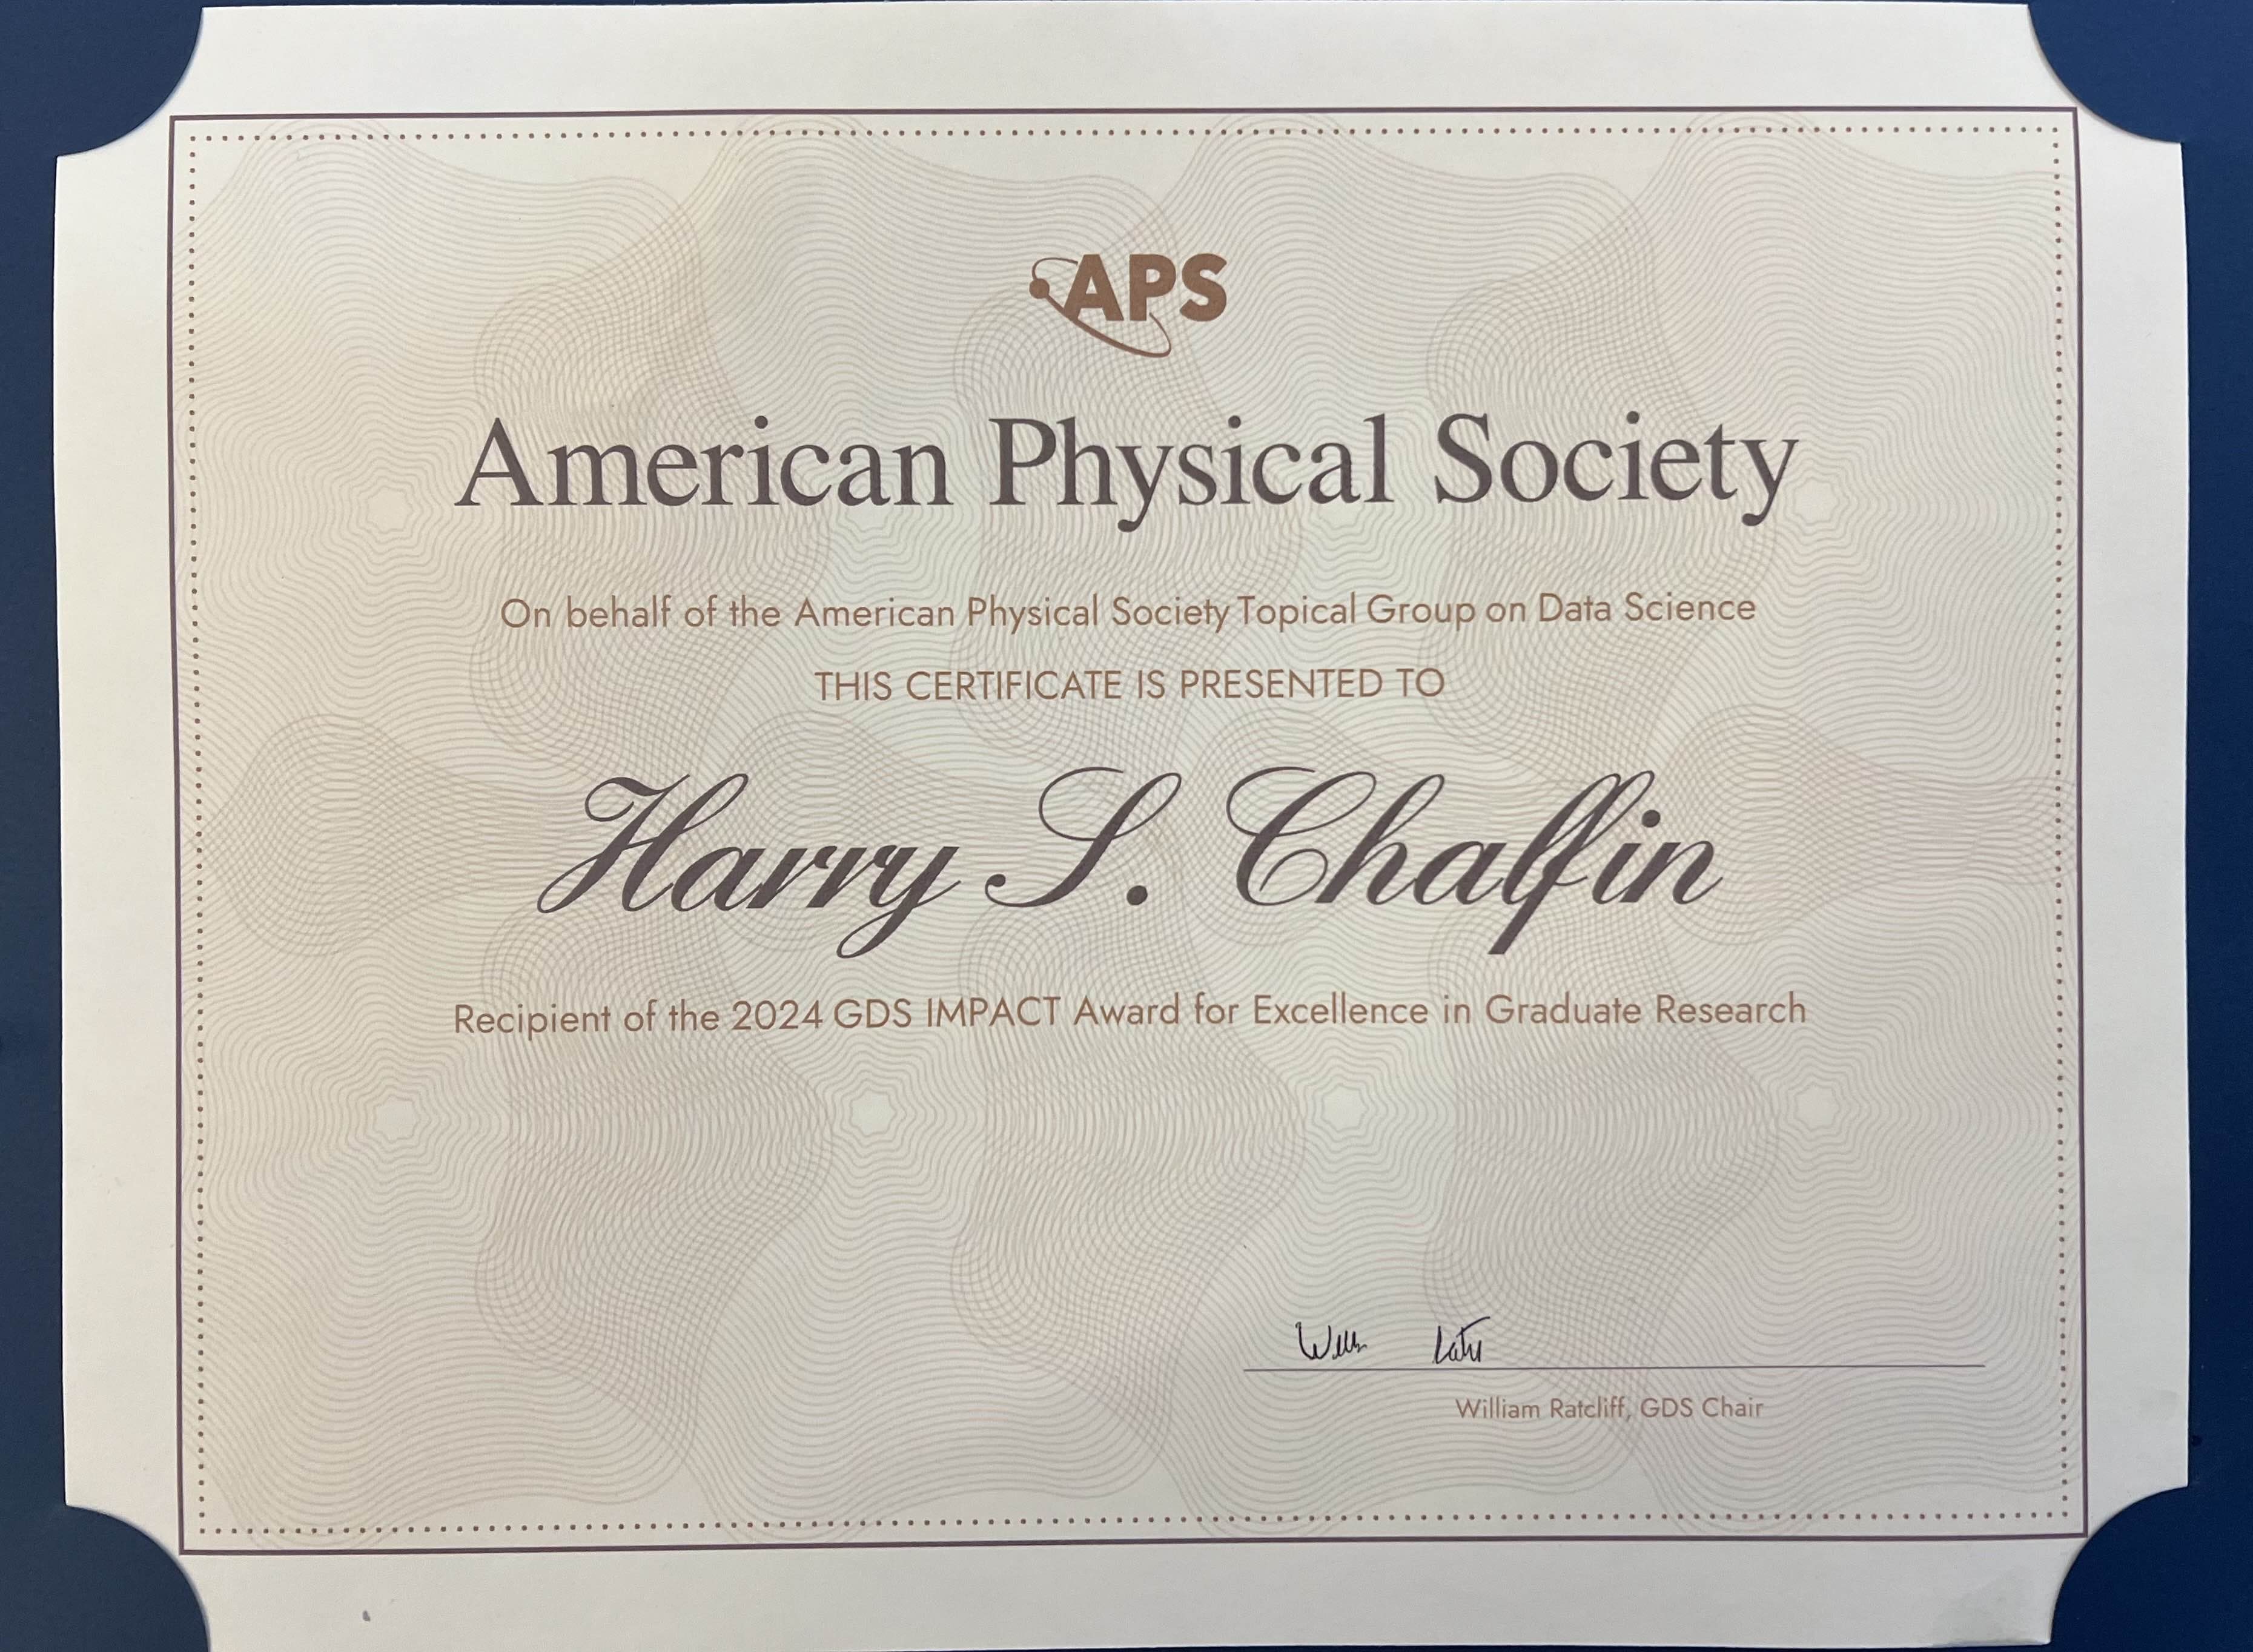 APS
American Physical Society
On behalf of the American Physical Society Topical Group on Data Science
THIS CERTIFICATE IS PRESENTED TO
Harry S. Chalfin
Recipient of the 2024 GDS IMPACT Award for Excellence in Graduate Research
William Ratcliff, GDS Chair